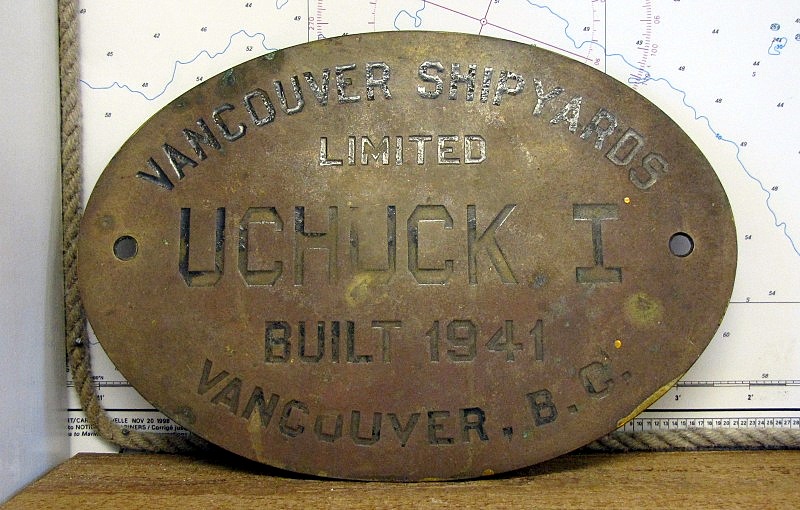 VANCOUVER SHIPYARDS
LIMITED
UCHUCK I
BUILT 1941
VANCOUVER, B.C.